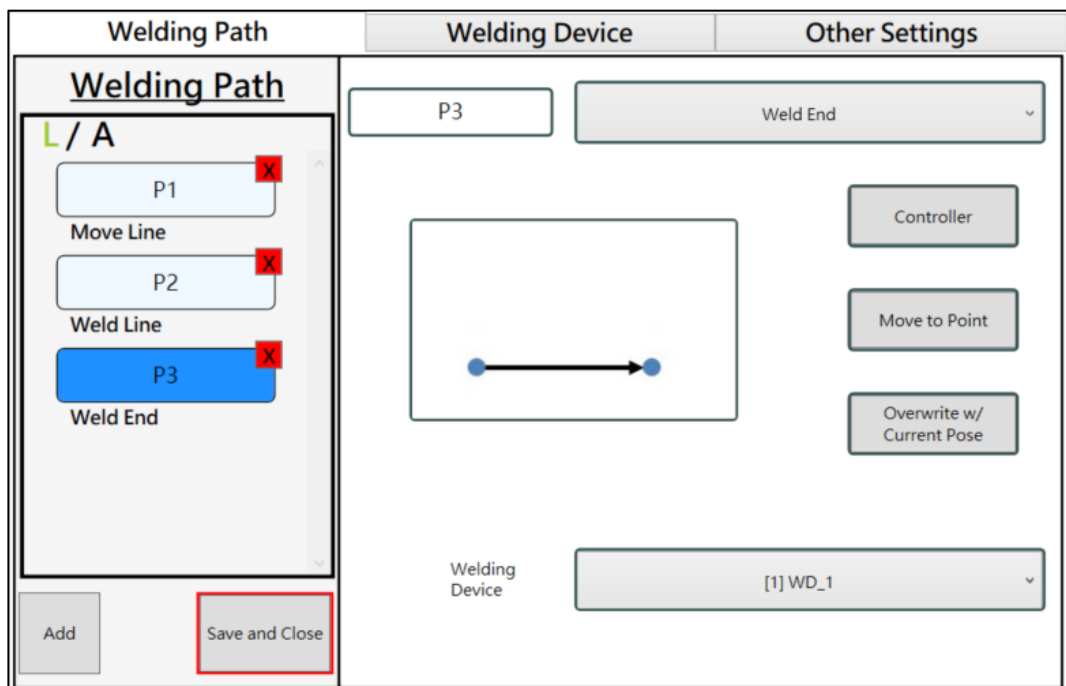 Welding Path
Welding Device
Other Settings
Welding Path
L / A
P1
X
Move Line
P2
X
Weld Line
P3
X
Weld End
Add
Save and Close
P3
Weld End
Controller
Move to Point
Overwrite w/
Current Pose
Welding
Device
[1] WD_1